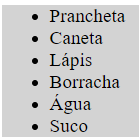 • Prancheta
• Caneta
• Lápis
• Borracha
• Água
• Suco